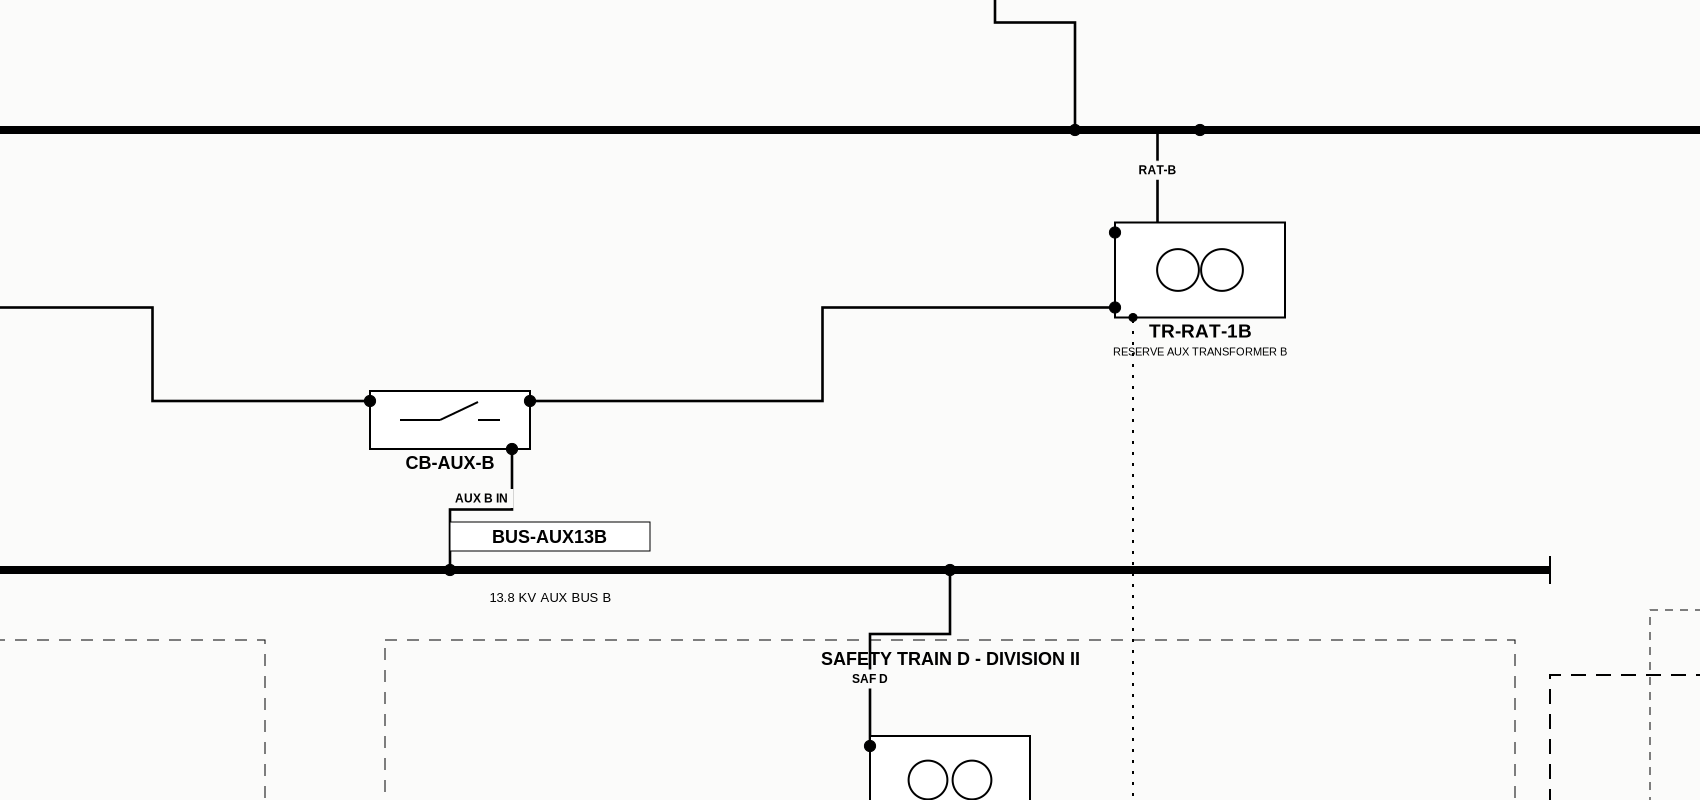 RAT-B
TR-RAT-1B
RESERVE AUX TRANSFORMER B
CB-AUX-B
AUX B IN
BUS-AUX13B
13.8 KV AUX BUS B
SAFETY TRAIN D - DIVISION II
SAF D